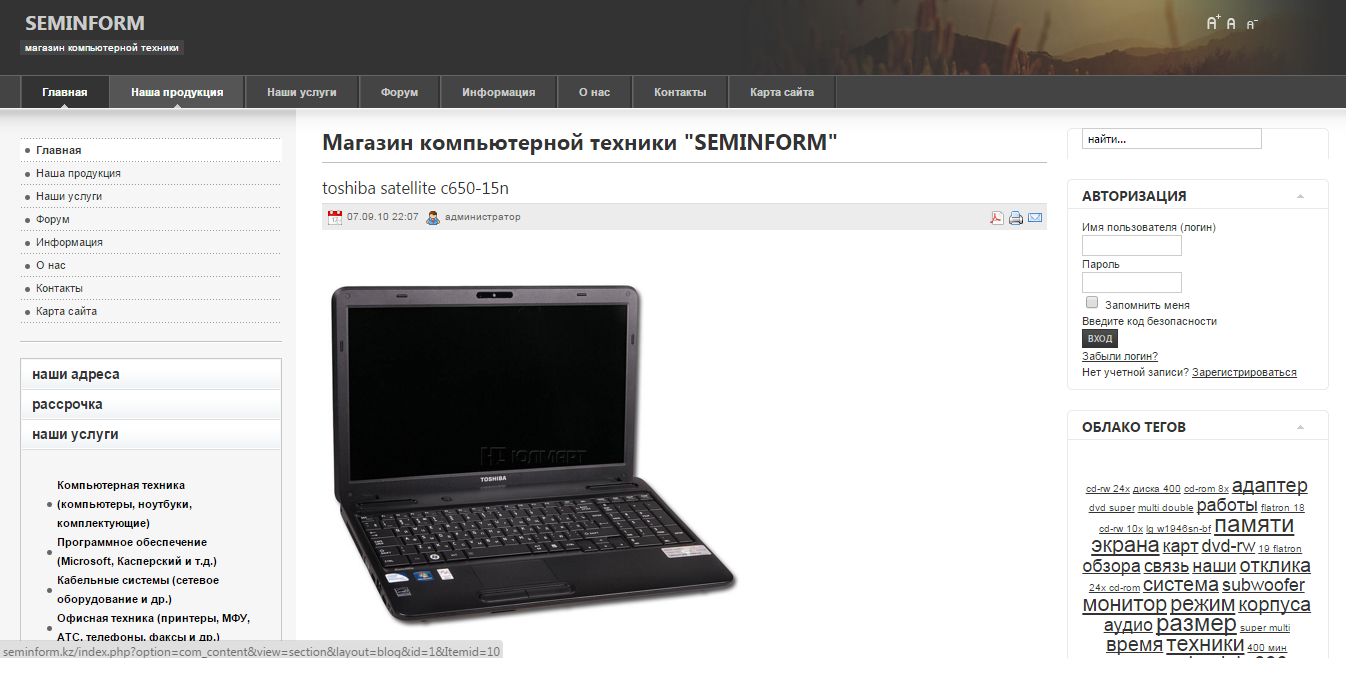 SEMINFORM
магазин компьютерной техники
A+ A A-
Главная Наша продукция Наши услуги Форум Информация О нас Контакты Карта сайта
Главная
Наша продукция
Наши услуги
Форум
Информация
О нас
Контакты
Карта сайта
наши адреса
рассрочка
наши услуги
Компьютерная техника
(компьютеры, ноутбуки,
комплектующие)
Программное обеспечение
(Microsoft, Касперский и т.д.)
Кабельные системы (сетевое
оборудование и др.)
Офисная техника (принтеры, МФУ,
АТС, телефоны, факсы и др.)
seminform.kz/index.php?option=com_content&view=section&layout=blog&id=1&Itemid=10
Магазин компьютерной техники "SEMINFORM"
toshiba satellite c650-15n
07.09.10 22:07 администратор
ЮЛМАРТ
TOSHIBA
найти...
АВТОРИЗАЦИЯ
Имя пользователя (логин)
Пароль
Запомнить меня
Введите код безопасности
ВХОД
Забыли логин?
Нет учетной записи? Зарегистрироваться
ОБЛАКО ТЕГОВ
cd-rw 24x диска 400 cd-rom 8x адаптер
dvd super multi double работы flatron 18
cd-rw 10x lg w1946sn-bf памяти
экрана карт dvd-rw 19 flatron
обзора связь наши отклика
24x cd-rom система subwoofer
монитор режим корпуса
аудио размер super multi
время техники 400 мин